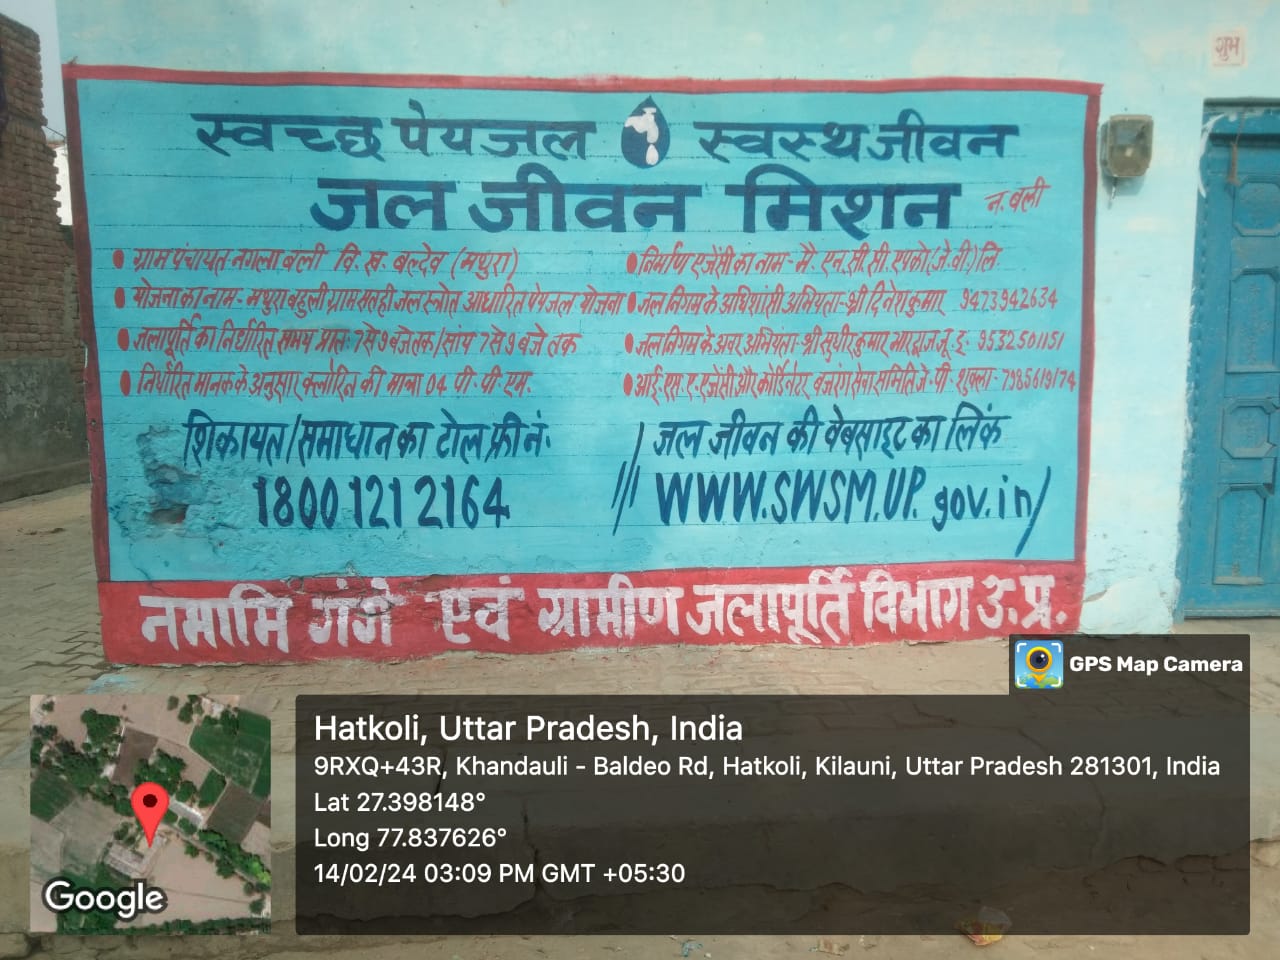 शुभ
स्वच्छ पेयजल स्वस्थ जीवन
जल जीवन मिशन
न. बली
• ग्राम पंचायत नगला बली वि. ख. बल्देव (मथुरा)
• योजना का नाम- मथुरा बहुली ग्राम सतही जल स्त्रोत आधारित पेयजल योजना
• जलापूर्ति का निर्धारित समय प्रातः 7 से 9 बजे तक/सांय 7 से 9 बजे तक
• निर्धारित मानक के अनुसार क्लोरिन की मात्रा 04 पी. पी. एम.
• निर्माण एजेंसी का नाम- मै. एन. सी. सी. एपको (जे. वी.) लि
• जल निगम के अधिशांसी अभियंता- श्री दिनेश कुमार 9473942634
• जल निगम के अवर अभियंता- श्री सुधीर कुमार भारद्वाज जू. इ. 9532501151
• आई. एस. ए. एजेंसी और कोर्डिनेटर बजरंग सेवा समिति जे. पी. शुक्ला- 7985619174
शिकायत/समाधान का टोल फ्री नं.
1800 121 2164
जल जीवन की वेबसाइट का लिंक
/// WWW.SWSM.UP.gov.in/
नमामि गंगे एवं ग्रामीण जलापूर्ति विभाग उ. प्र.
GPS Map Camera
Hatkoli, Uttar Pradesh, India
9RXQ+43R, Khandauli - Baldeo Rd, Hatkoli, Kilauni, Uttar Pradesh 281301, India
Lat 27.398148°
Long 77.837626°
14/02/24 03:09 PM GMT +05:30
Google